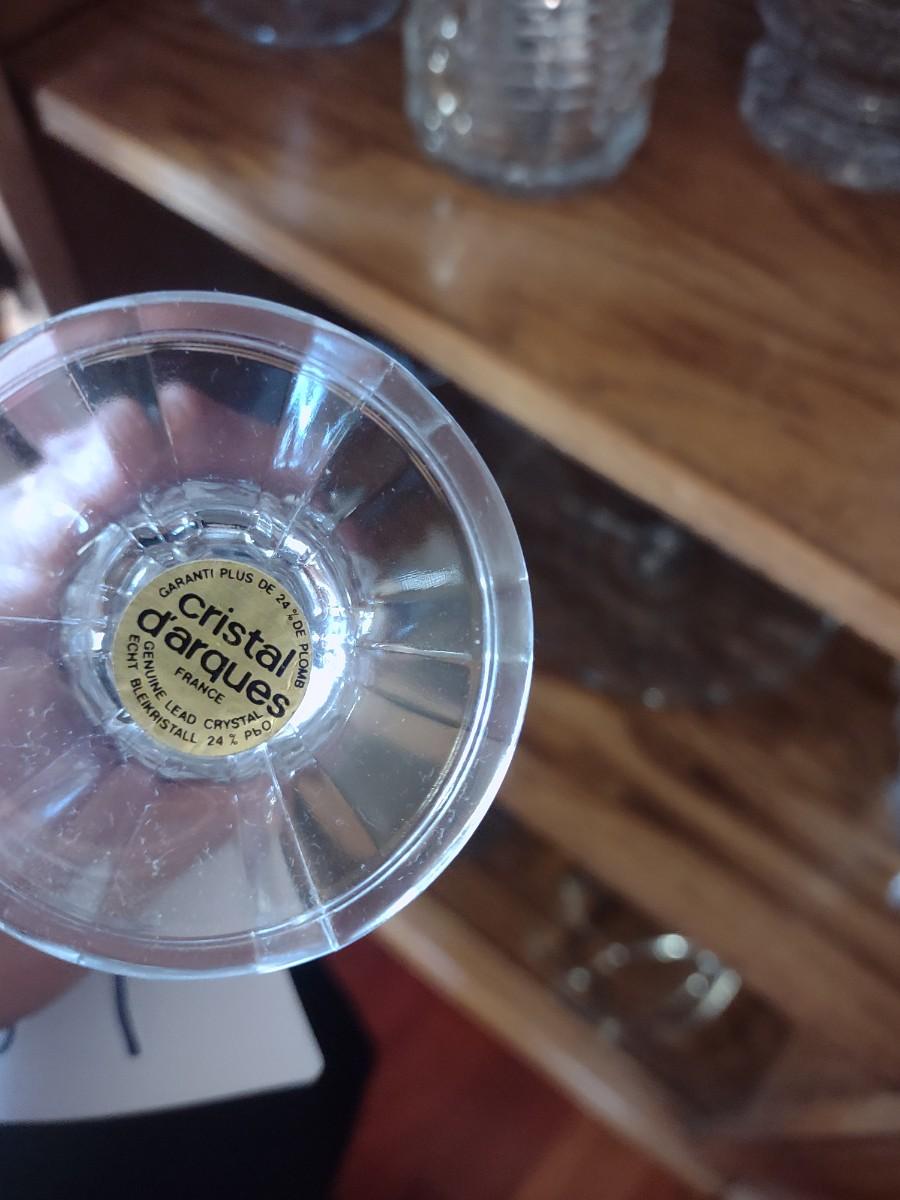 GARANTI PLUS DE 24 % DE PLOMB
cristal
d'arques
FRANCE
GENUINE LEAD CRYSTAL
ECHT BLEIKRISTALL 24 % PbO